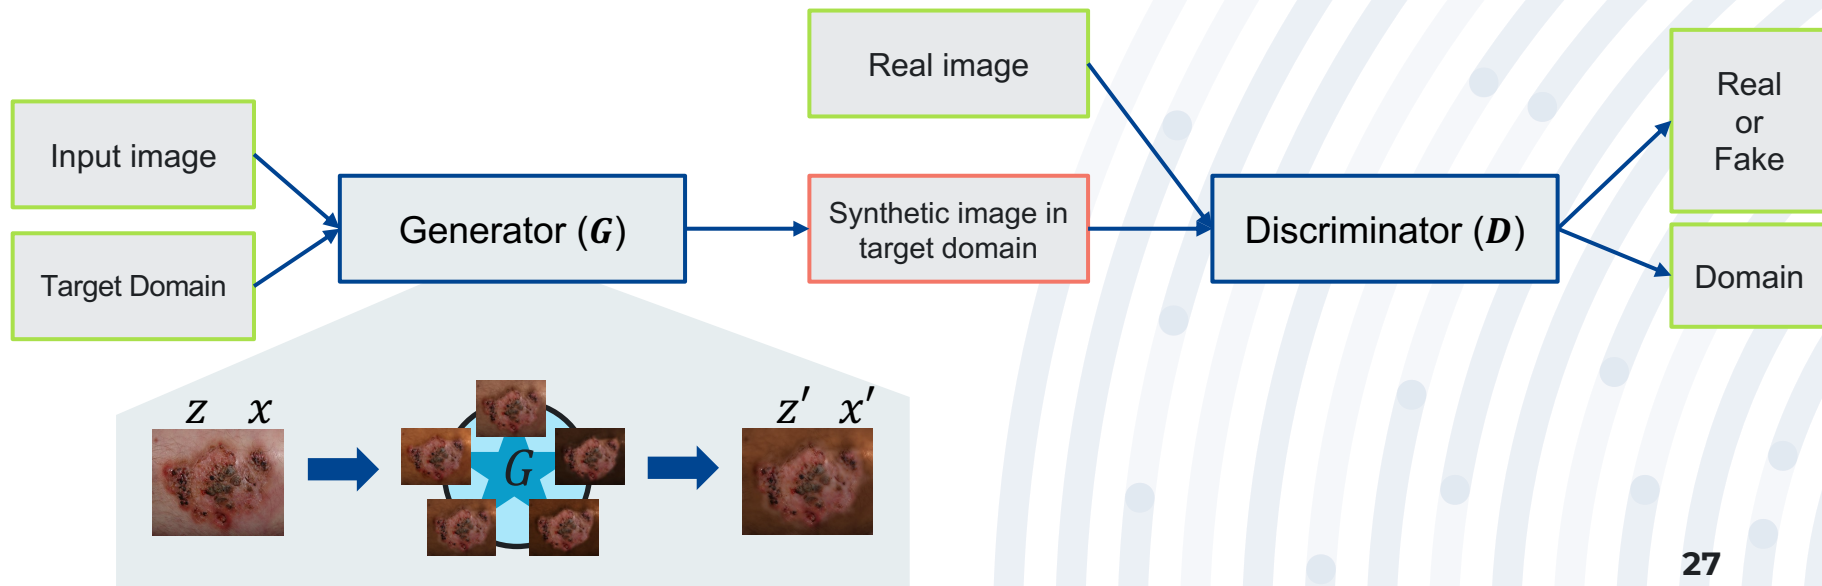 Input image
Target Domain
Generator (G)
Real image
Synthetic image in
target domain
Discriminator (D)
Real
or
Fake
Domain
z x
G
z′ x′
27